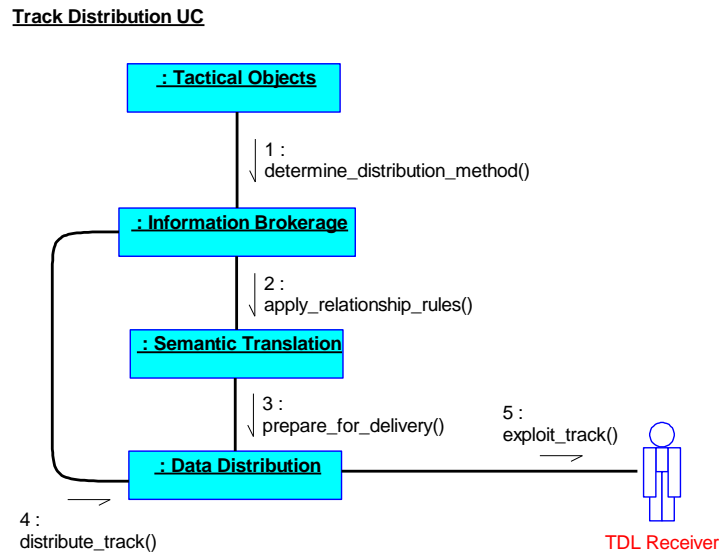 Track Distribution UC
: Tactical Objects
1 :
determine_distribution_method()
: Information Brokerage
2 :
apply_relationship_rules()
: Semantic Translation
3 :
prepare_for_delivery()
5 :
exploit_track()
: Data Distribution
4 :
distribute_track()
TDL Receiver